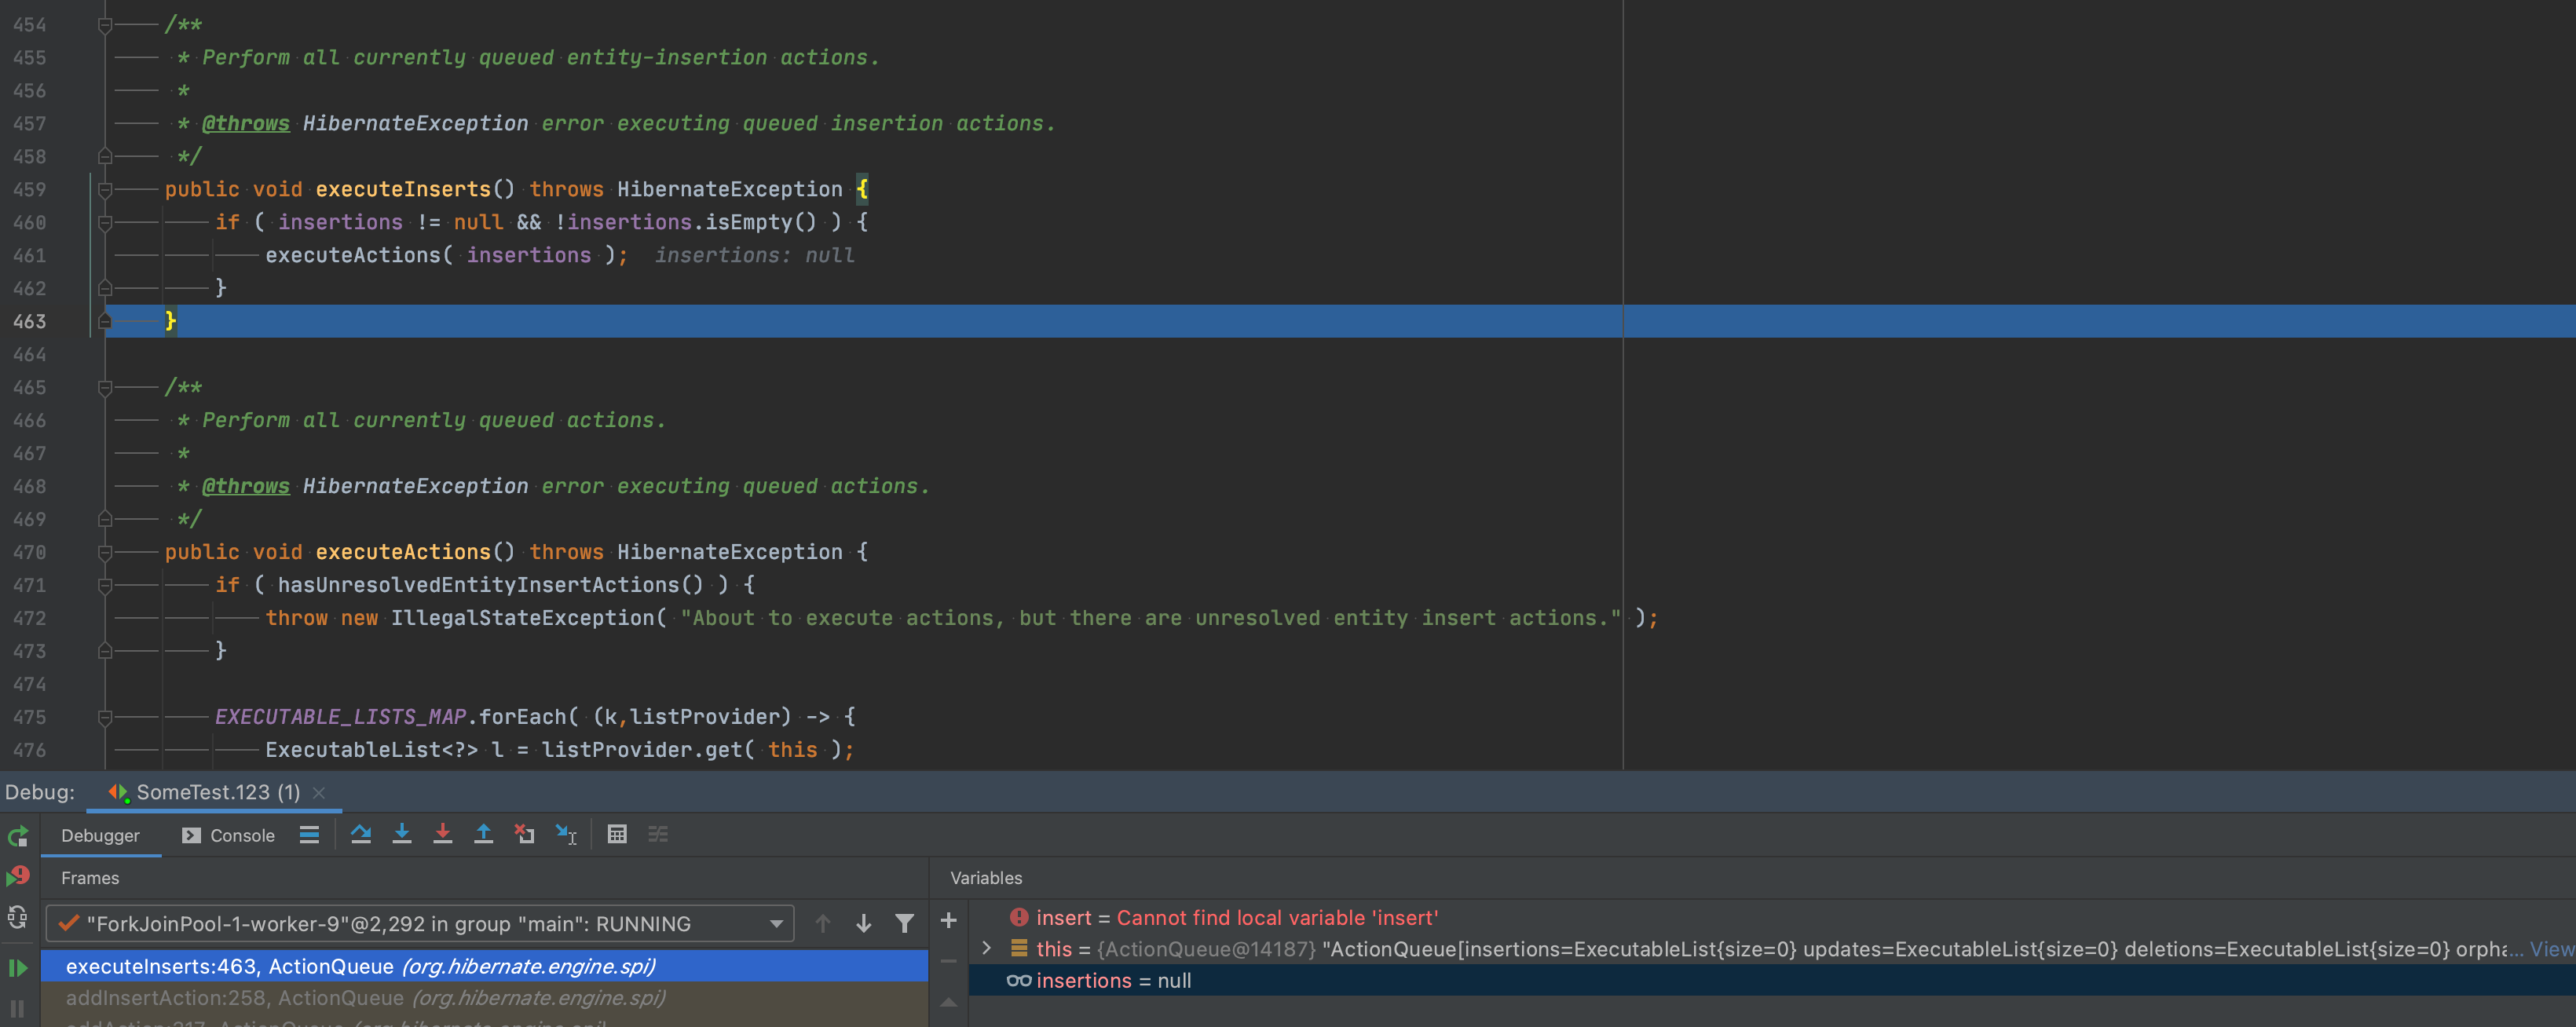 454 /**
455 * Perform all currently queued entity-insertion actions.
456 *
457 * @throws HibernateException error executing queued insertion actions.
458 */
459 public void executeInserts() throws HibernateException {
460 if ( insertions != null && !insertions.isEmpty() ) {
461 executeActions( insertions ); insertions: null
462 }
463 }
464
465 /**
466 * Perform all currently queued actions.
467 *
468 * @throws HibernateException error executing queued actions.
469 */
470 public void executeActions() throws HibernateException {
471 if ( hasUnresolvedEntityInsertActions() ) {
472 throw new IllegalStateException( "About to execute actions, but there are unresolved entity insert actions." );
473 }
474
475 EXECUTABLE_LISTS_MAP.forEach( (k,listProvider) -> {
476 ExecutableList<?> l = listProvider.get( this );
Debug: SomeTest.123 (1)
Debugger Console
Frames
Variables
"ForkJoinPool-1-worker-9"@2,292 in group "main": RUNNING
executeInserts:463, ActionQueue (org.hibernate.engine.spi)
addInsertAction:258, ActionQueue (org.hibernate.engine.spi)
insert = Cannot find local variable 'insert'
this = {ActionQueue@14187} "ActionQueue[insertions=ExecutableList{size=0} updates=ExecutableList{size=0} deletions=ExecutableList{size=0} orpha... View
insertions = null